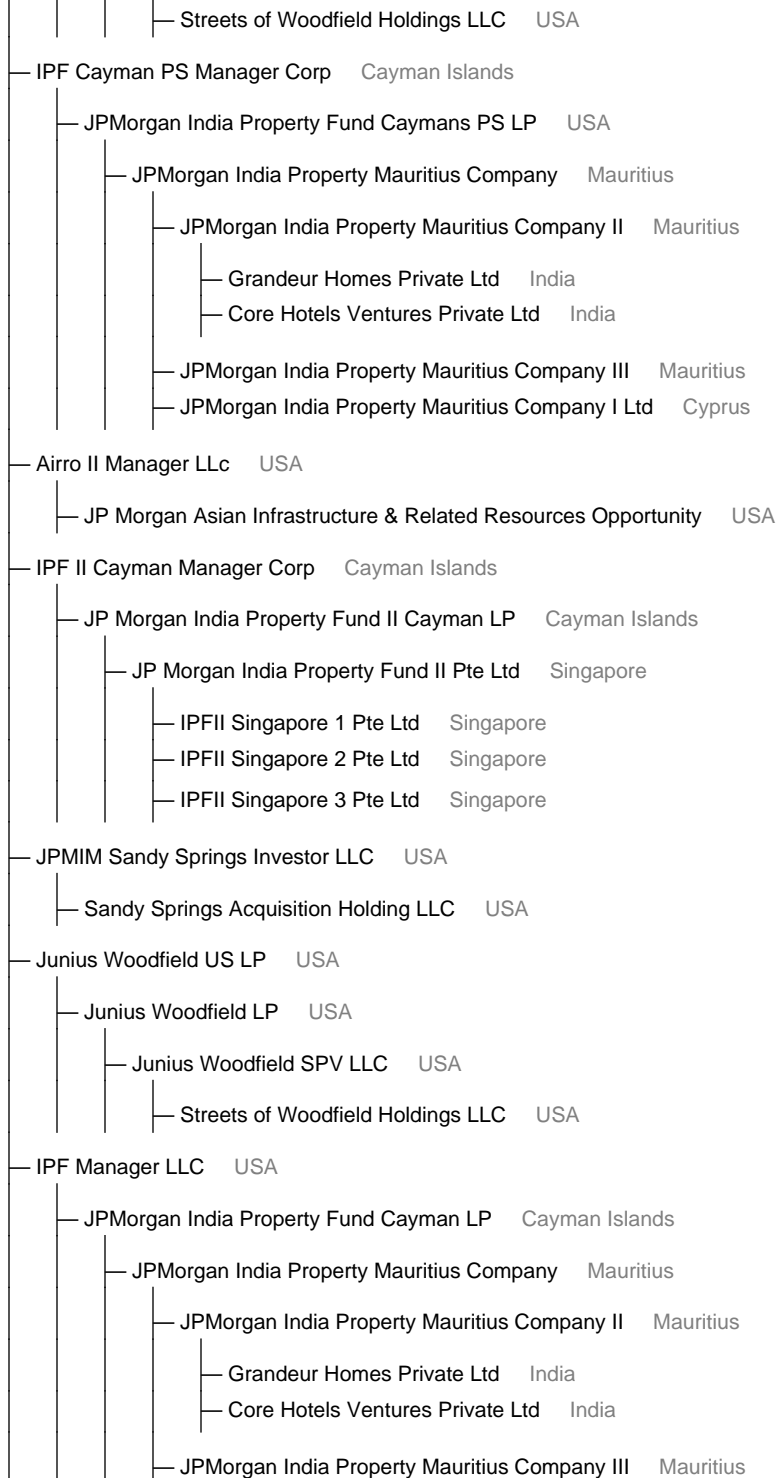 Streets of Woodfield Holdings LLC USA
IPF Cayman PS Manager Corp Cayman Islands
JPMorgan India Property Fund Caymans PS LP USA
JPMorgan India Property Mauritius Company Mauritius
JPMorgan India Property Mauritius Company II Mauritius
Grandeur Homes Private Ltd India
Core Hotels Ventures Private Ltd India
JPMorgan India Property Mauritius Company III Mauritius
JPMorgan India Property Mauritius Company I Ltd Cyprus
Airro II Manager LLc USA
JP Morgan Asian Infrastructure & Related Resources Opportunity USA
IPF II Cayman Manager Corp Cayman Islands
JP Morgan India Property Fund II Cayman LP Cayman Islands
JP Morgan India Property Fund II Pte Ltd Singapore
IPFII Singapore 1 Pte Ltd Singapore
IPFII Singapore 2 Pte Ltd Singapore
IPFII Singapore 3 Pte Ltd Singapore
JPMIM Sandy Springs Investor LLC USA
Sandy Springs Acquisition Holding LLC USA
Junius Woodfield US LP USA
Junius Woodfield LP USA
Junius Woodfield SPV LLC USA
Streets of Woodfield Holdings LLC USA
IPF Manager LLC USA
JPMorgan India Property Fund Cayman LP Cayman Islands
JPMorgan India Property Mauritius Company Mauritius
JPMorgan India Property Mauritius Company II Mauritius
Grandeur Homes Private Ltd India
Core Hotels Ventures Private Ltd India
JPMorgan India Property Mauritius Company III Mauritius